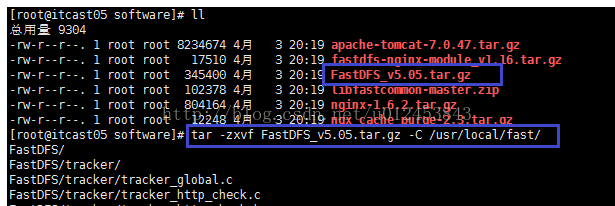 [root@itcast05 software]# ll
总用量 9304
-rw-r--r--. 1 root root 8234674 4月   3 20:19 apache-tomcat-7.0.47.tar.gz
-rw-r--r--. 1 root root   17510 4月   3 20:19 fastdfs-nginx-module_v1.16.tar.gz
-rw-r--r--. 1 root root  345400 4月   3 20:19 FastDFS_v5.05.tar.gz
-rw-r--r--. 1 root root  102378 4月   3 20:19 libfastcommon-master.zip
-rw-r--r--. 1 root root  804164 4月   3 20:19 nginx-1.6.2.tar.gz
-rw-r--r--. 1 root root   12248 4月   3 20:19 ngx_cache_purge-2.3.tar.gz
[root@itcast05 software]# tar -zxvf FastDFS_v5.05.tar.gz -C /usr/local/fast/
FastDFS/
FastDFS/tracker/
FastDFS/tracker/tracker_global.c
FastDFS/tracker/tracker_http_check.c